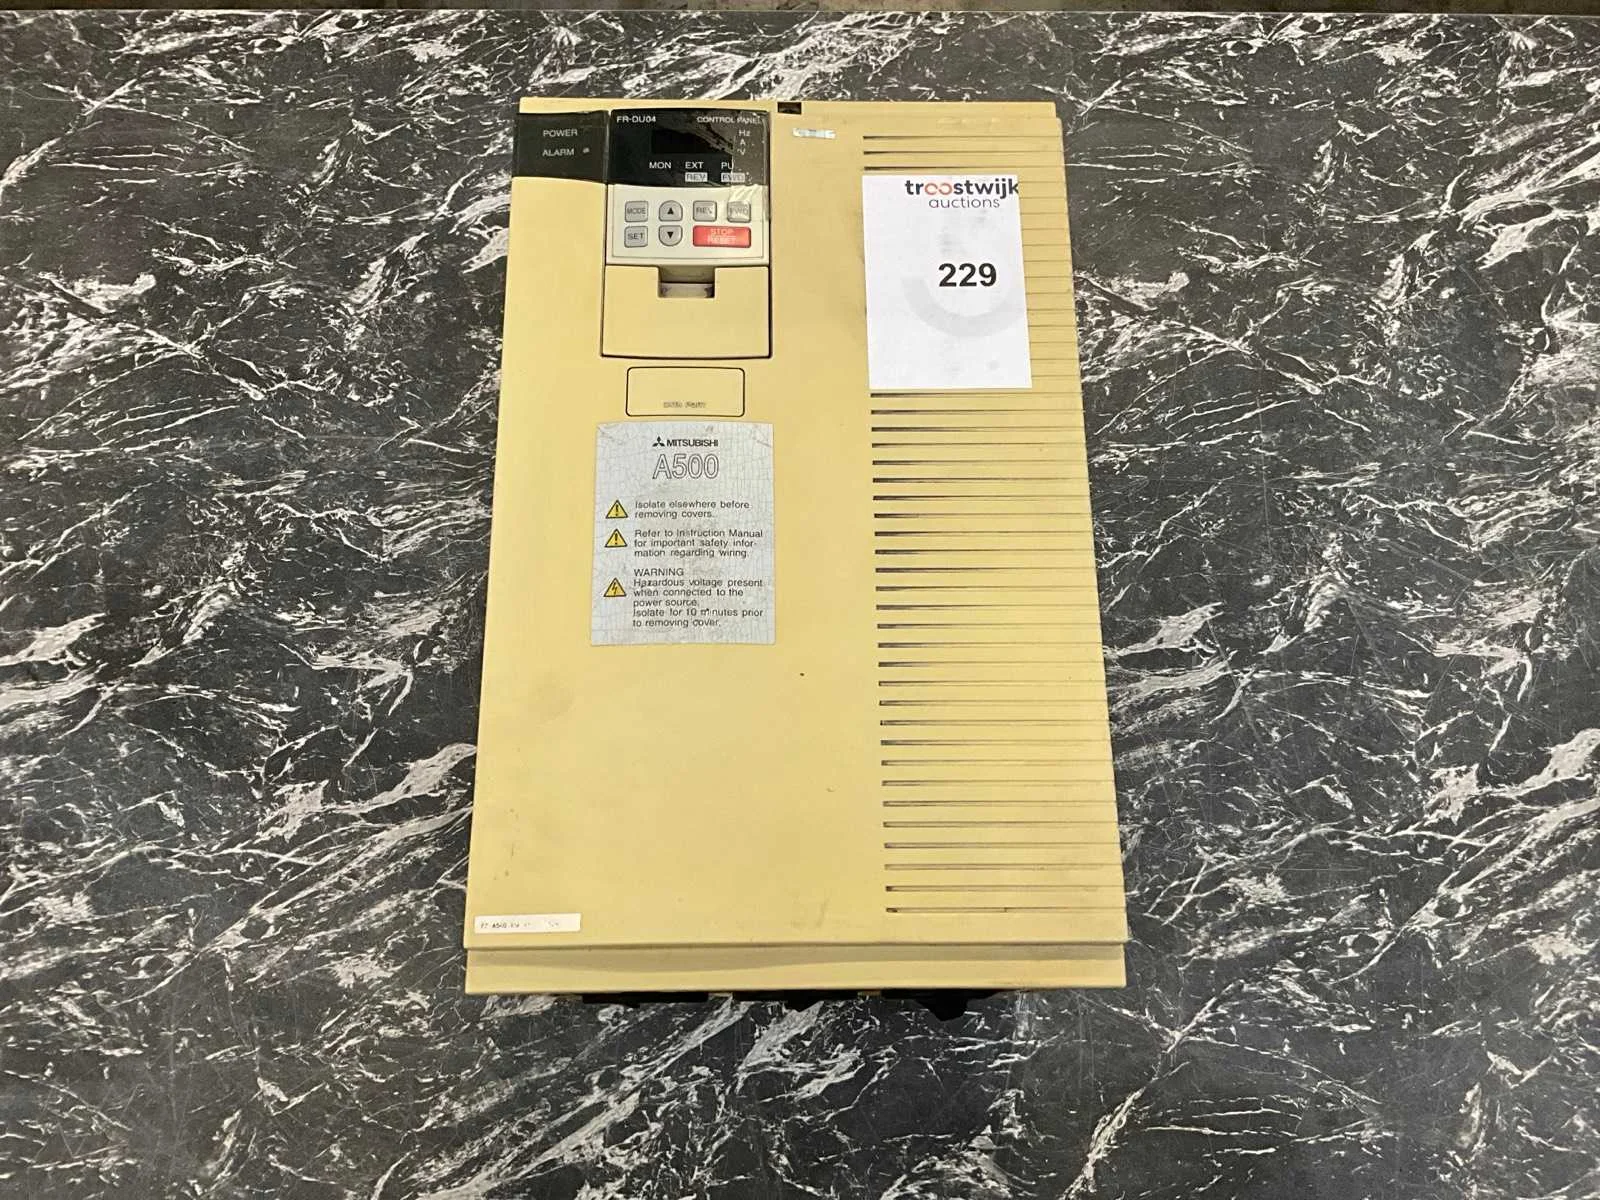 POWER
ALARM
FR-DU04 CONTROL PANEL
Hz
A
V
MON EXT PU
REV FWD
MODE ▲ REV FWD
SET ▼ STOP
RESET
troostwijk
auctions
229
DATA PORT
MITSUBISHI
A500
Isolate elsewhere before
removing covers.
Refer to Instruction Manual
for important safety infor-
mation regarding wiring.
WARNING
Hazardous voltage present
when connected to the
power source.
Isolate for 10 minutes prior
to removing cover.
A500